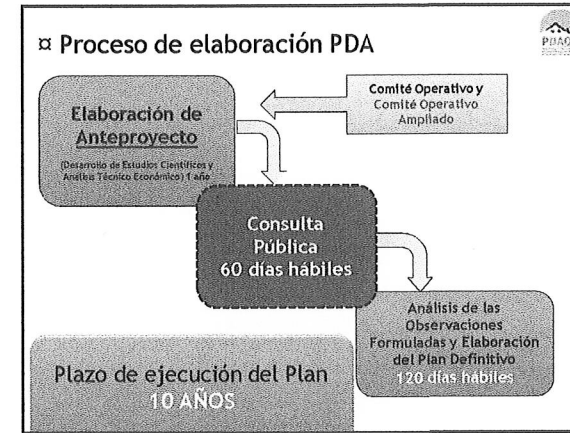 ¤ Proceso de elaboración PDA
PDAO
Elaboración de
Anteproyecto
(Desarrollo de Estudios Científicos y
Análisis Técnico Económico) 1 año
Comité Operativo y
Comité Operativo
Ampliado
Consulta
Pública
60 días hábiles
Análisis de las
Observaciones
Formuladas y Elaboración
del Plan Definitivo
120 días hábiles
Plazo de ejecución del Plan
10 AÑOS